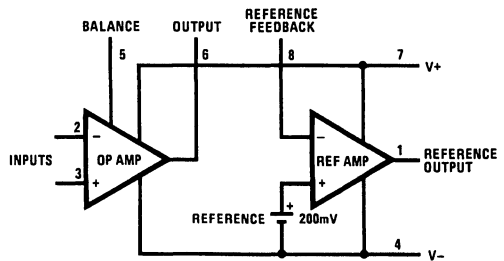 BALANCE
OUTPUT
REFERENCE
FEEDBACK
5
6
8
7
V+
2
−
OP AMP
INPUTS
3
+
−
REF AMP
+
1
REFERENCE
OUTPUT
REFERENCE
+
200mV
4
V−